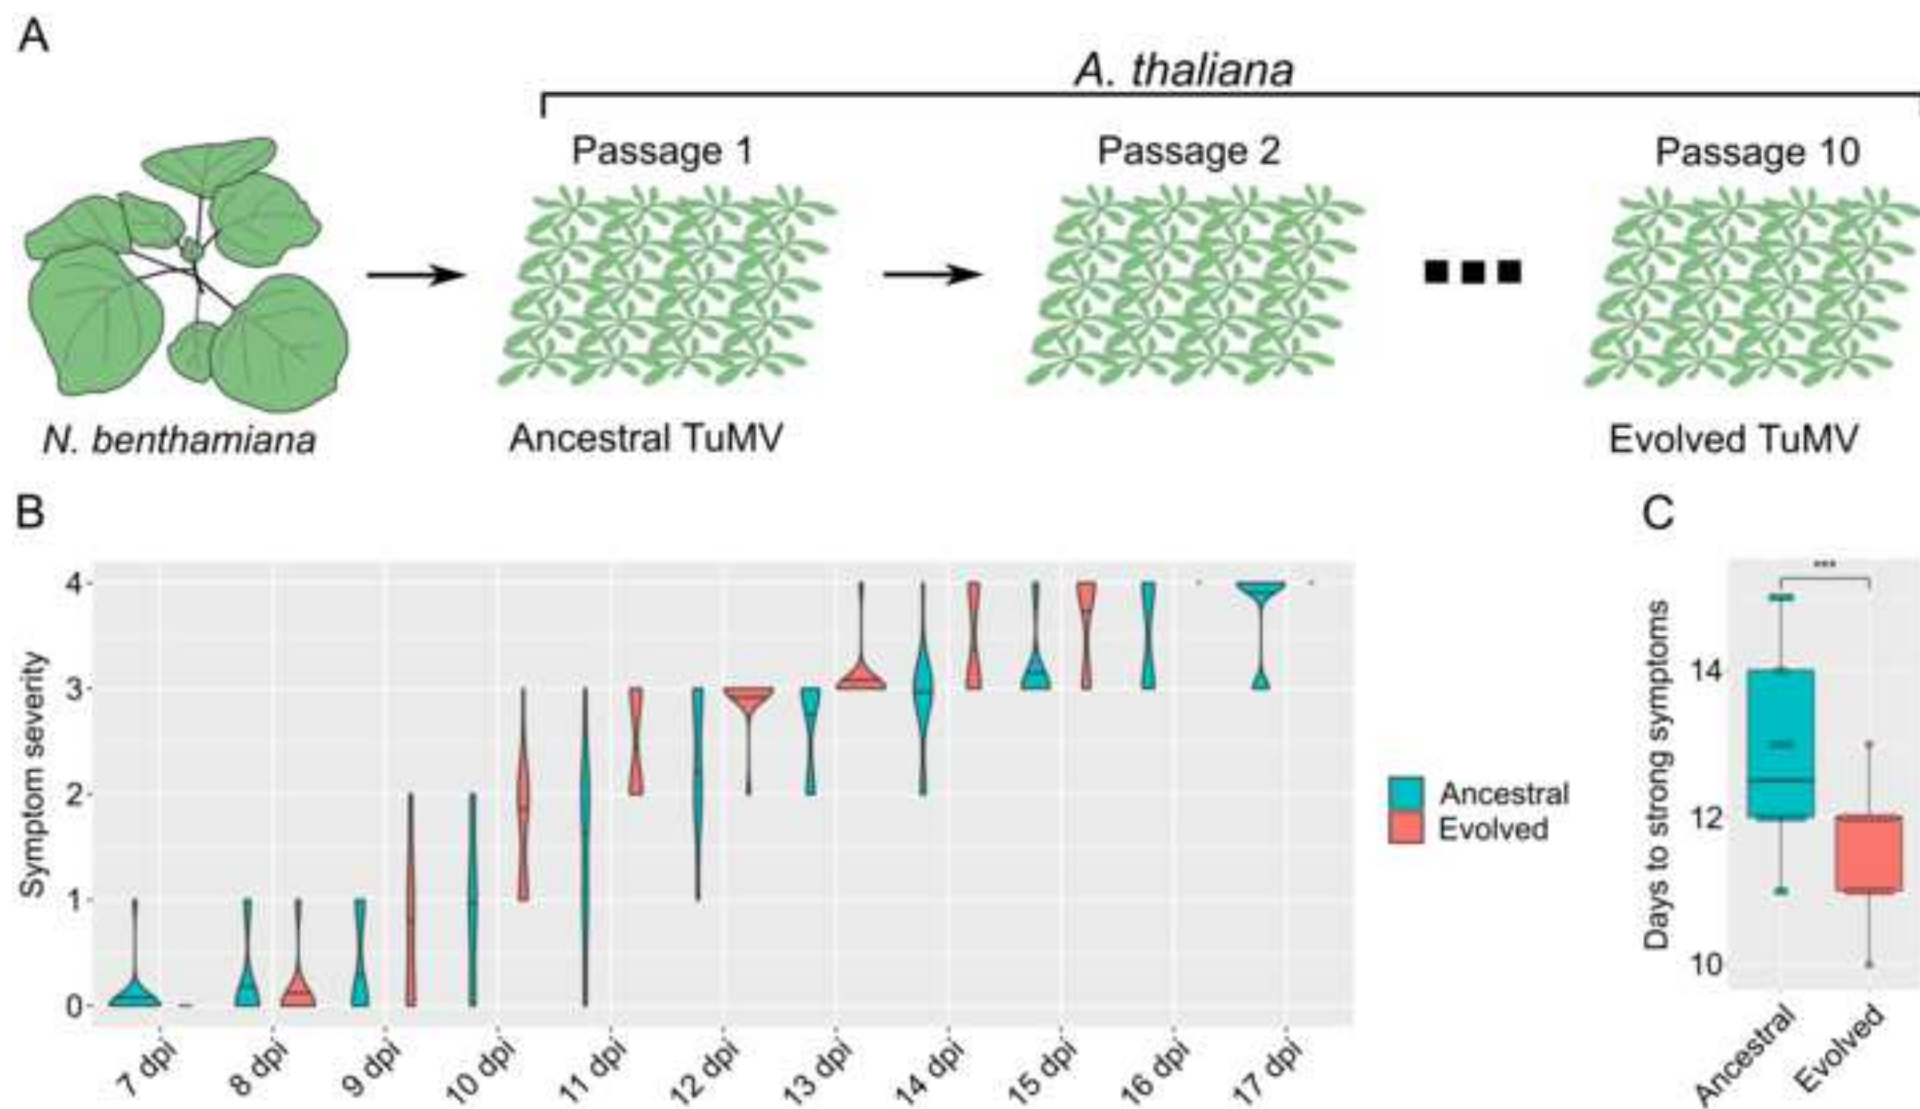 A
A. thaliana
Passage 1
Passage 2
Passage 10
N. benthamiana
Ancestral TuMV
Evolved TuMV
B
Symptom severity
4
3
2
1
0
7 dpi
8 dpi
9 dpi
10 dpi
11 dpi
12 dpi
13 dpi
14 dpi
15 dpi
16 dpi
17 dpi
Ancestral
Evolved
C
***
Days to strong symptoms
14
12
10
Ancestral
Evolved